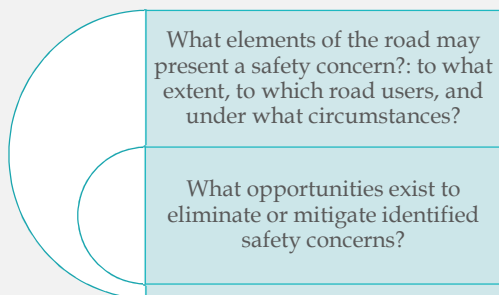 What elements of the road may
present a safety concern?: to what
extent, to which road users, and
under what circumstances?
What opportunities exist to
eliminate or mitigate identified
safety concerns?